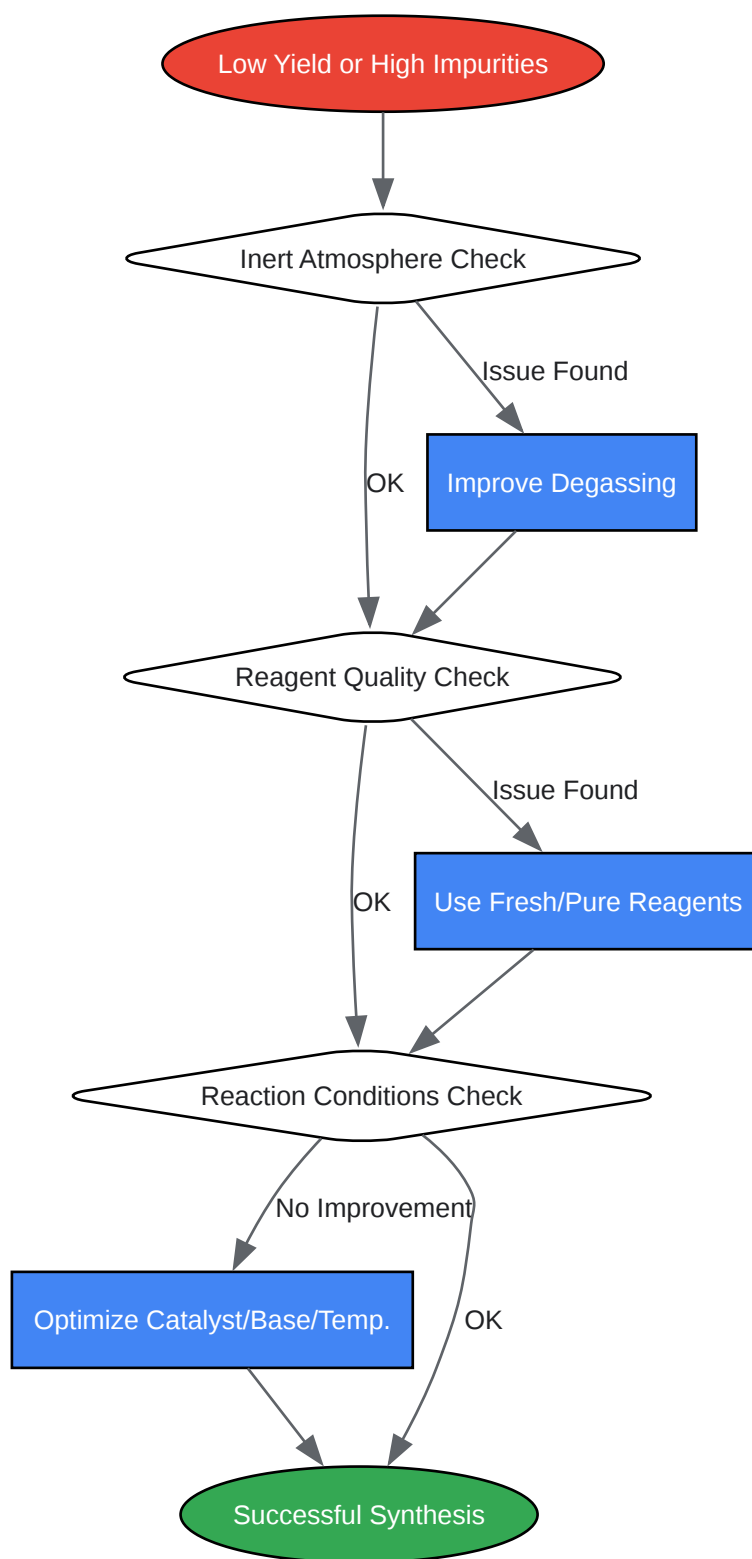 Low Yield or High Impurities
Inert Atmosphere Check
Issue Found
OK
Improve Degassing
Reagent Quality Check
Issue Found
OK
Use Fresh/Pure Reagents
Reaction Conditions Check
No Improvement
Optimize Catalyst/Base/Temp.
OK
Successful Synthesis